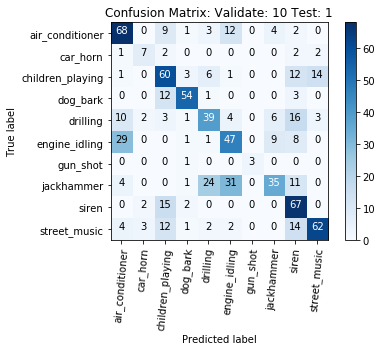 Confusion Matrix: Validate: 10 Test: 1
True label
air_conditioner 68 0 9 1 3 12 0 4 2 0
car_horn 1 7 2 0 0 0 0 0 2 2
children_playing 1 0 60 3 6 1 0 0 12 14
dog_bark 0 0 12 54 1 0 0 0 3 0
drilling 10 2 3 1 39 4 0 6 16 3
engine_idling 29 0 0 1 1 47 0 9 8 0
gun_shot 0 0 0 1 0 0 3 0 0 0
jackhammer 4 0 0 1 24 31 0 35 11 0
siren 0 2 15 2 0 0 0 0 67 0
street_music 4 3 12 1 2 2 0 0 14 62
air_conditioner car_horn children_playing dog_bark drilling engine_idling gun_shot jackhammer siren street_music
Predicted label
60
50
40
30
20
10
0